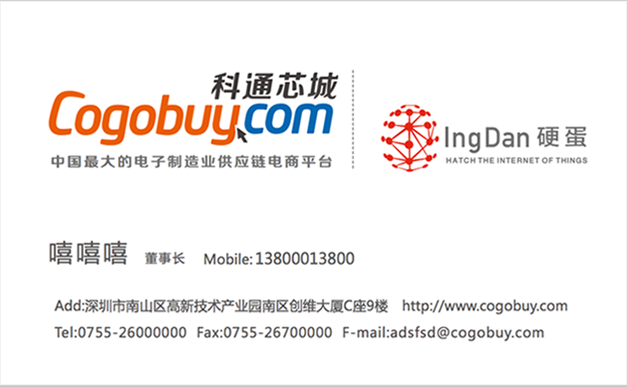 科通芯城
Cogobuy.com
中国最大的电子制造业供应链电商平台
IngDan 硬蛋
HATCH THE INTERNET OF THINGS
嘻嘻嘻 董事长 Mobile:13800013800
Add:深圳市南山区高新技术产业园南区创维大厦C座9楼 http://www.cogobuy.com
Tel:0755-26000000 Fax:0755-26700000 F-mail:adsfsd@cogobuy.com